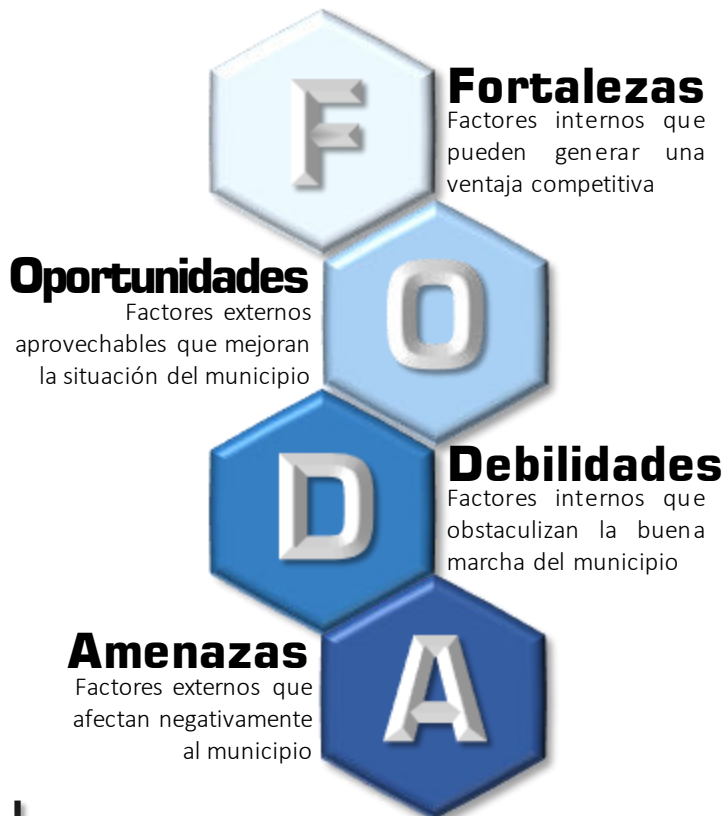 F
Fortalezas
Factores internos que
pueden generar una
ventaja competitiva
Oportunidades
Factores externos
aprovechables que mejoran
la situación del municipio
O
D
Debilidades
Factores internos que
obstaculizan la buena
marcha del municipio
Amenazas
Factores externos que
afectan negativamente
al municipio
A